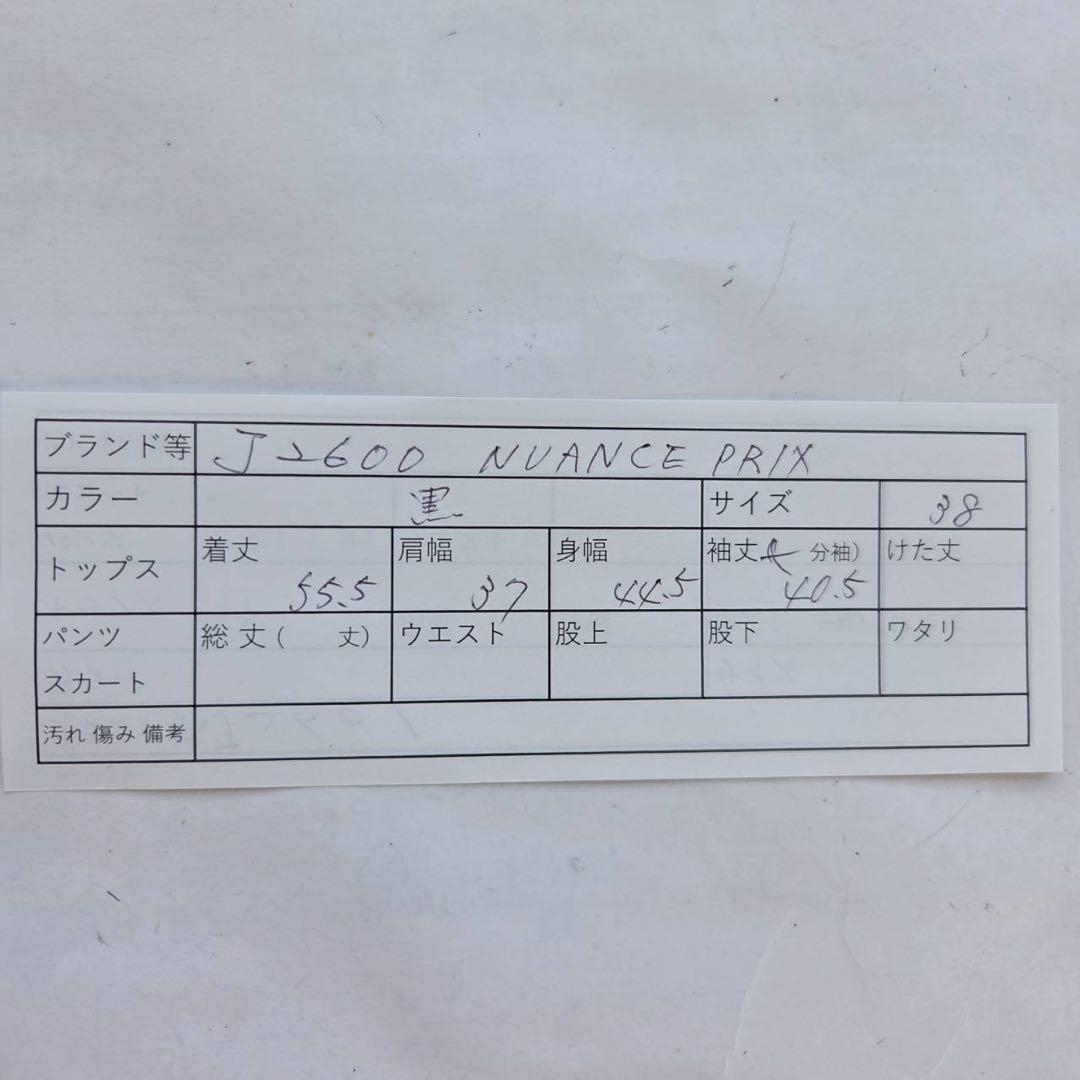 ブランド等 J2600 NUANCE PRIX
カラー 黒 サイズ 38
トップス 着丈 55.5 肩幅 37 身幅 44.5 袖丈(七分袖) 40.5 けた丈
パンツ スカート 総丈( 丈) ウエスト 股上 股下 ワタリ
汚れ 傷み 備考